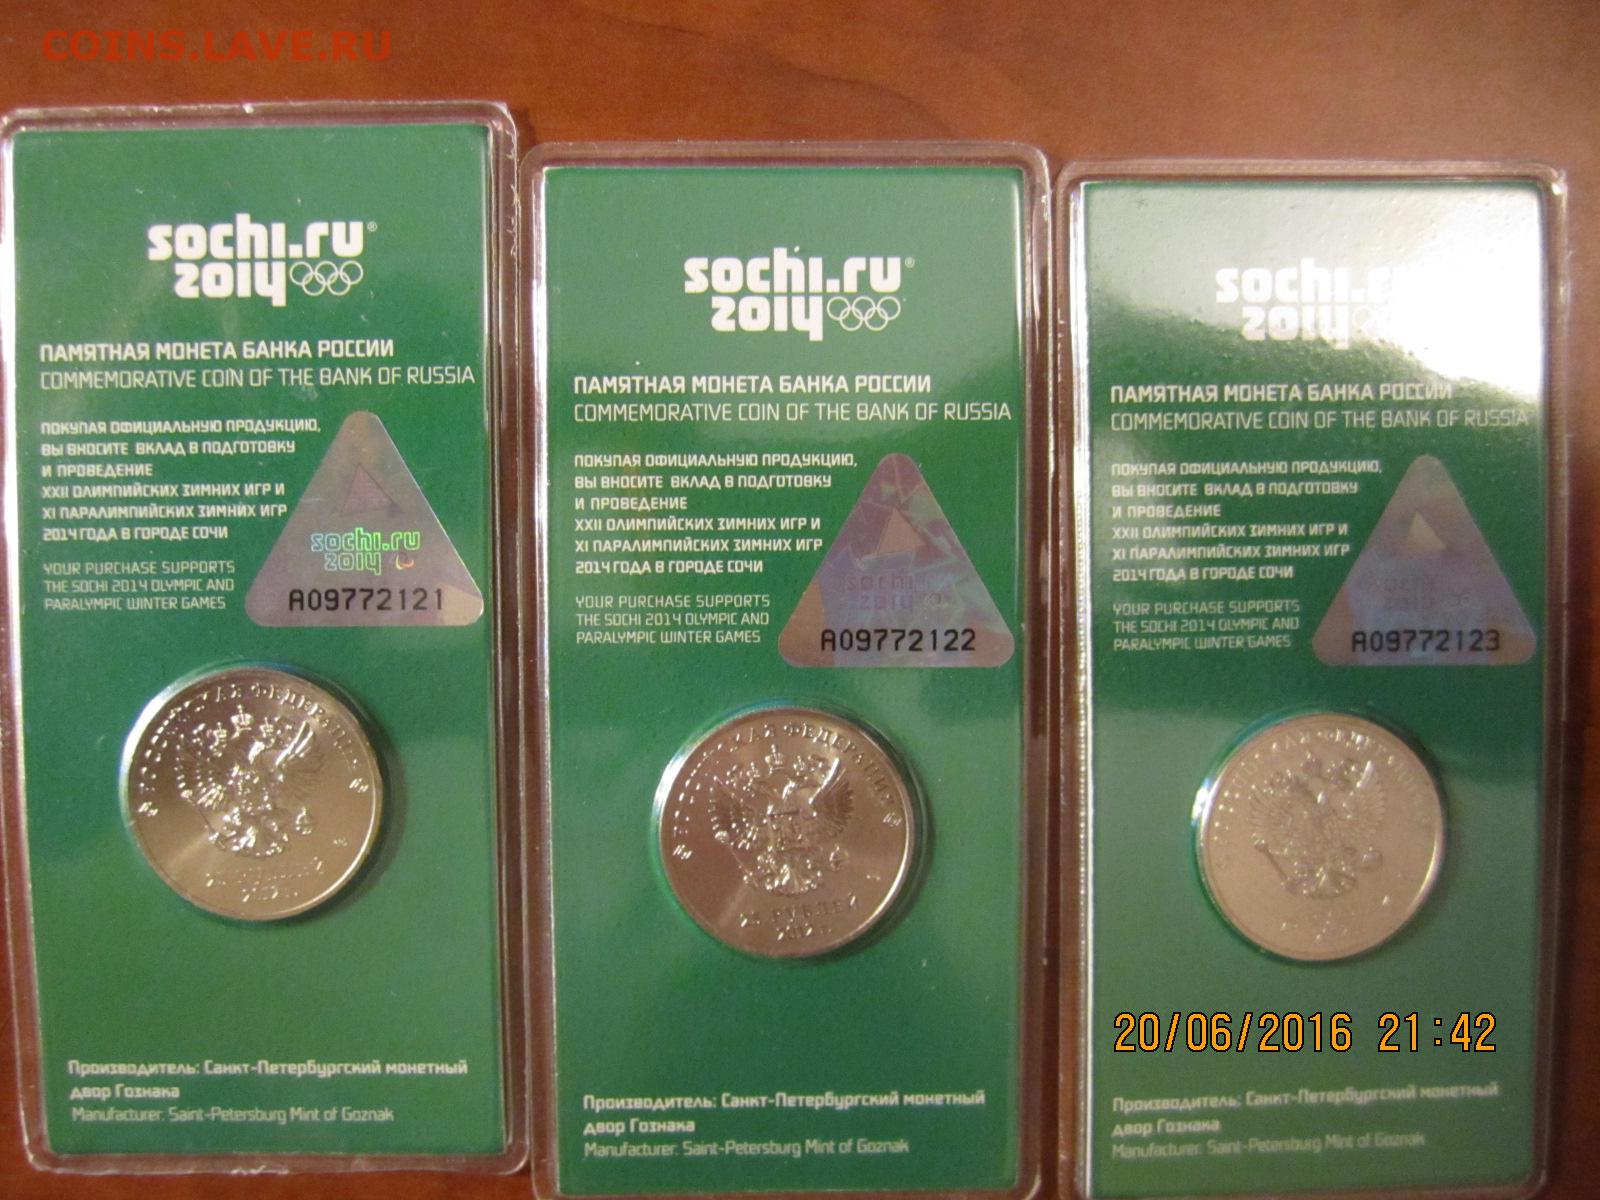 COINS.LAVE.RU
sochi.ru®
2014
ПАМЯТНАЯ МОНЕТА БАНКА РОССИИ
COMMEMORATIVE COIN OF THE BANK OF RUSSIA
ПОКУПАЯ ОФИЦИАЛЬНУЮ ПРОДУКЦИЮ,
ВЫ ВНОСИТЕ ВКЛАД В ПОДГОТОВКУ
И ПРОВЕДЕНИЕ
XXII ОЛИМПИЙСКИХ ЗИМНИХ ИГР И
XI ПАРАЛИМПИЙСКИХ ЗИМНИХ ИГР
2014 ГОДА В ГОРОДЕ СОЧИ
YOUR PURCHASE SUPPORTS
THE SOCHI 2014 OLYMPIC AND
PARALYMPIC WINTER GAMES
sochi.ru
2014
A09772121
Производитель: Санкт-Петербургский монетный
двор Гознака
Manufacturer: Saint-Petersburg Mint of Goznak
sochi.ru®
2014
ПАМЯТНАЯ МОНЕТА БАНКА РОССИИ
COMMEMORATIVE COIN OF THE BANK OF RUSSIA
ПОКУПАЯ ОФИЦИАЛЬНУЮ ПРОДУКЦИЮ,
ВЫ ВНОСИТЕ ВКЛАД В ПОДГОТОВКУ
И ПРОВЕДЕНИЕ
XXII ОЛИМПИЙСКИХ ЗИМНИХ ИГР И
XI ПАРАЛИМПИЙСКИХ ЗИМНИХ ИГР
2014 ГОДА В ГОРОДЕ СОЧИ
YOUR PURCHASE SUPPORTS
THE SOCHI 2014 OLYMPIC AND
PARALYMPIC WINTER GAMES
sochi
2014
A09772122
ФЕДЕРАЦИЯ
25 РУБЛЕЙ
Производитель: Санкт-Петербургский монетный
двор Гознака
Manufacturer: Saint-Petersburg Mint of Goznak
sochi.r
2014
ПАМЯТНАЯ МОНЕТА БАНКА РОССИИ
COMMEMORATIVE COIN OF THE BANK OF RUSSIA
ПОКУПАЯ ОФИЦИАЛЬНУЮ ПРОДУКЦИЮ,
ВЫ ВНОСИТЕ ВКЛАД В ПОДГОТОВКУ
И ПРОВЕДЕНИЕ
XXII ОЛИМПИЙСКИХ ЗИМНИХ ИГР И
XI ПАРАЛИМПИЙСКИХ ЗИМНИХ ИГР
2014 ГОДА В ГОРОДЕ СОЧИ
YOUR PURCHASE SUPPORTS
THE SOCHI 2014 OLYMPIC AND
PARALYMPIC WINTER GAMES
sochi
2014
A09772123
20/06/2016 21:42
Производитель: Санкт-Петербургский монетный
двор Гознака
Manufacturer: Saint-Petersburg Mint of Goznak